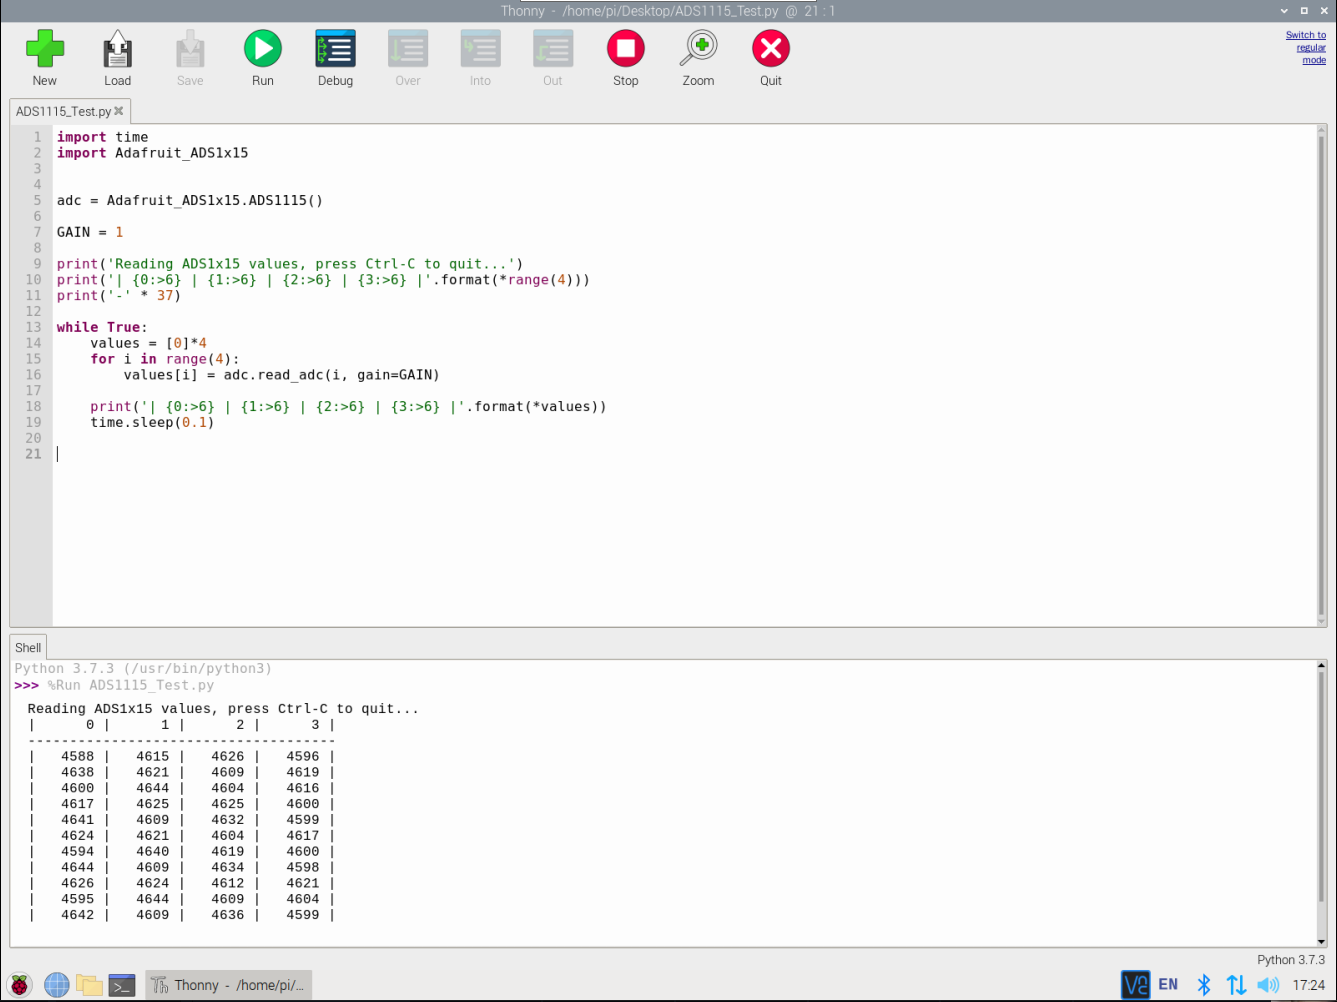 Thonny - /home/pi/Desktop/ADS1115_Test.py @ 21 : 1
New Load Save Run Debug Over Into Out Stop Zoom Quit
Switch to
regular
mode
ADS1115_Test.py
1 import time
2 import Adafruit_ADS1x15
3
4
5 adc = Adafruit_ADS1x15.ADS1115()
6
7 GAIN = 1
8
9 print('Reading ADS1x15 values, press Ctrl-C to quit...')
10 print('| {0:>6} | {1:>6} | {2:>6} | {3:>6} |'.format(*range(4)))
11 print('-' * 37)
12
13 while True:
14     values = [0]*4
15     for i in range(4):
16         values[i] = adc.read_adc(i, gain=GAIN)
17
18     print('| {0:>6} | {1:>6} | {2:>6} | {3:>6} |'.format(*values))
19     time.sleep(0.1)
20
21
Shell
Python 3.7.3 (/usr/bin/python3)
>>> %Run ADS1115_Test.py
Reading ADS1x15 values, press Ctrl-C to quit...
|      0 |      1 |      2 |      3 |
-------------------------------------
|   4588 |   4615 |   4626 |   4596 |
|   4638 |   4621 |   4609 |   4619 |
|   4600 |   4644 |   4604 |   4616 |
|   4617 |   4625 |   4625 |   4600 |
|   4641 |   4609 |   4632 |   4599 |
|   4624 |   4621 |   4604 |   4617 |
|   4594 |   4640 |   4619 |   4600 |
|   4644 |   4609 |   4634 |   4598 |
|   4626 |   4624 |   4612 |   4621 |
|   4595 |   4644 |   4609 |   4604 |
|   4642 |   4609 |   4636 |   4599 |
Python 3.7.3
Thonny - /home/pi/... EN 17:24